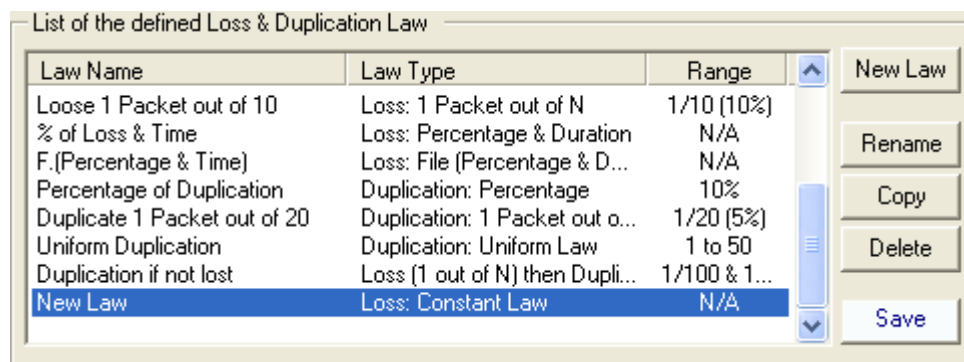 List of the defined Loss & Duplication Law
Law Name Law Type Range
Loose 1 Packet out of 10 Loss: 1 Packet out of N 1/10 (10%)
% of Loss & Time Loss: Percentage & Duration N/A
F.(Percentage & Time) Loss: File (Percentage & D... N/A
Percentage of Duplication Duplication: Percentage 10%
Duplicate 1 Packet out of 20 Duplication: 1 Packet out o... 1/20 (5%)
Uniform Duplication Duplication: Uniform Law 1 to 50
Duplication if not lost Loss (1 out of N) then Dupli... 1/100 & 1...
New Law Loss: Constant Law N/A
New Law
Rename
Copy
Delete
Save